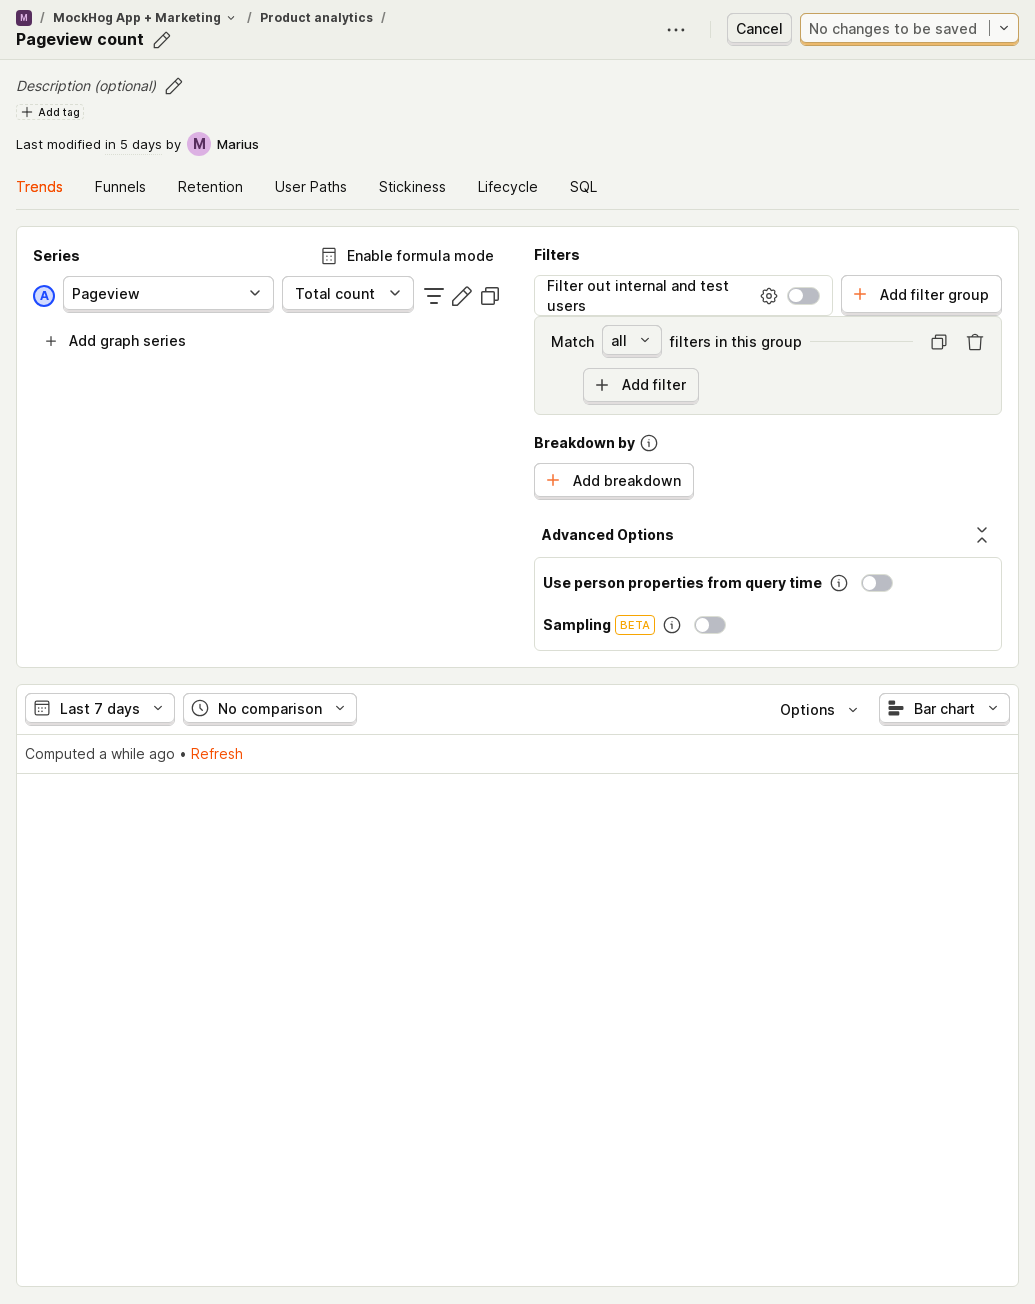 M / MockHog App + Marketing / Product analytics /
Pageview count
Cancel
No changes to be saved
Description (optional)
Add tag
Last modified in 5 days by M Marius
Trends Funnels Retention User Paths Stickiness Lifecycle SQL
Series
Enable formula mode
A Pageview Total count
Add graph series
Filters
Filter out internal and test
users
Add filter group
Match all filters in this group
Add filter
Breakdown by
Add breakdown
Advanced Options
Use person properties from query time
Sampling BETA
Last 7 days No comparison Options Bar chart
Computed a while ago • Refresh